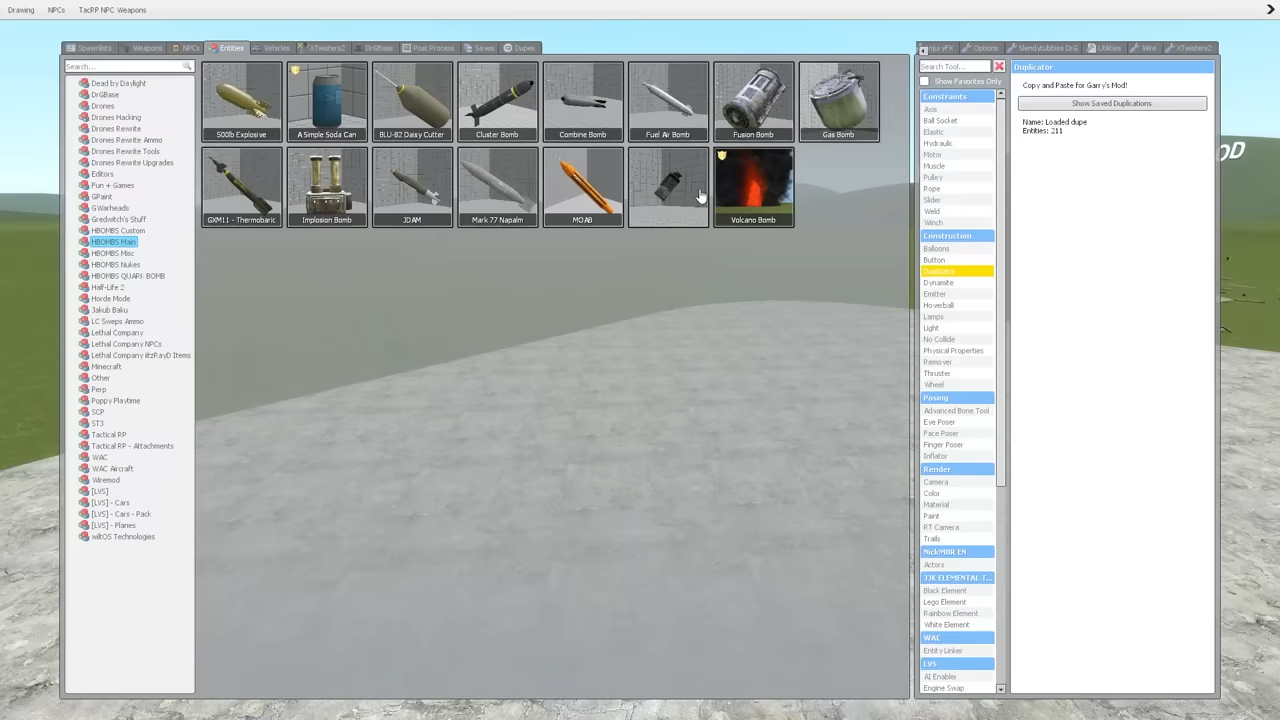 Drawing NPCs TacRP NPC Weapons
Spawnlists Weapons NPCs Entities Vehicles XTwisters2 DrGBase Post Process Saves Dupes
Search...
Dead by Daylight
DrGBase
Drones
Drones Hacking
Drones Rewrite
Drones Rewrite Ammo
Drones Rewrite Tools
Drones Rewrite Upgrades
Editors
Fun + Games
GPaint
GWarheads
Gredwitch's Stuff
HBOMBS Custom
HBOMBS Main
HBOMBS Misc
HBOMBS Nukes
HBOMBS QUARK BOMB
Half-Life 2
Horde Mode
Jakub Baku
LC Sweps Ammo
Lethal Company
Lethal Company NPCs
Lethal Company iitzRayD Items
Minecraft
Other
Perp
Poppy Playtime
SCP
ST3
Tactical RP
Tactical RP - Attachments
WAC
WAC Aircraft
Wiremod
[LVS]
[LVS] - Cars
[LVS] - Cars - Pack
[LVS] - Planes
wiltOS Technologies
500lb Explosive A Simple Soda Can BLU-82 Daisy Cutter Cluster Bomb Combine Bomb Fuel Air Bomb Fusion Bomb Gas Bomb
GXM11 - Thermobaric Implosion Bomb JDAM Mark 77 Napalm MOAB Volcano Bomb
InjuryFX Options Slendytubbies DrG Utilities Wire XTwisters2
Search Tool...
Show Favorites Only
Constraints
Axis
Ball Socket
Elastic
Hydraulic
Motor
Muscle
Pulley
Rope
Slider
Weld
Winch
Construction
Balloons
Button
Duplicator
Dynamite
Emitter
Hoverball
Lamps
Light
No Collide
Physical Properties
Remover
Thruster
Wheel
Posing
Advanced Bone Tool
Eye Poser
Face Poser
Finger Poser
Inflator
Render
Camera
Color
Material
Paint
RT Camera
Trails
NickMBR EN
Actors
JJK ELEMENTAL T...
Black Element
Lego Element
Rainbow Element
White Element
WAC
Entity Linker
LVS
AI Enabler
Engine Swap
Duplicator
Copy and Paste for Garry's Mod!
Show Saved Duplications
Name: Loaded dupe
Entities: 211
OD